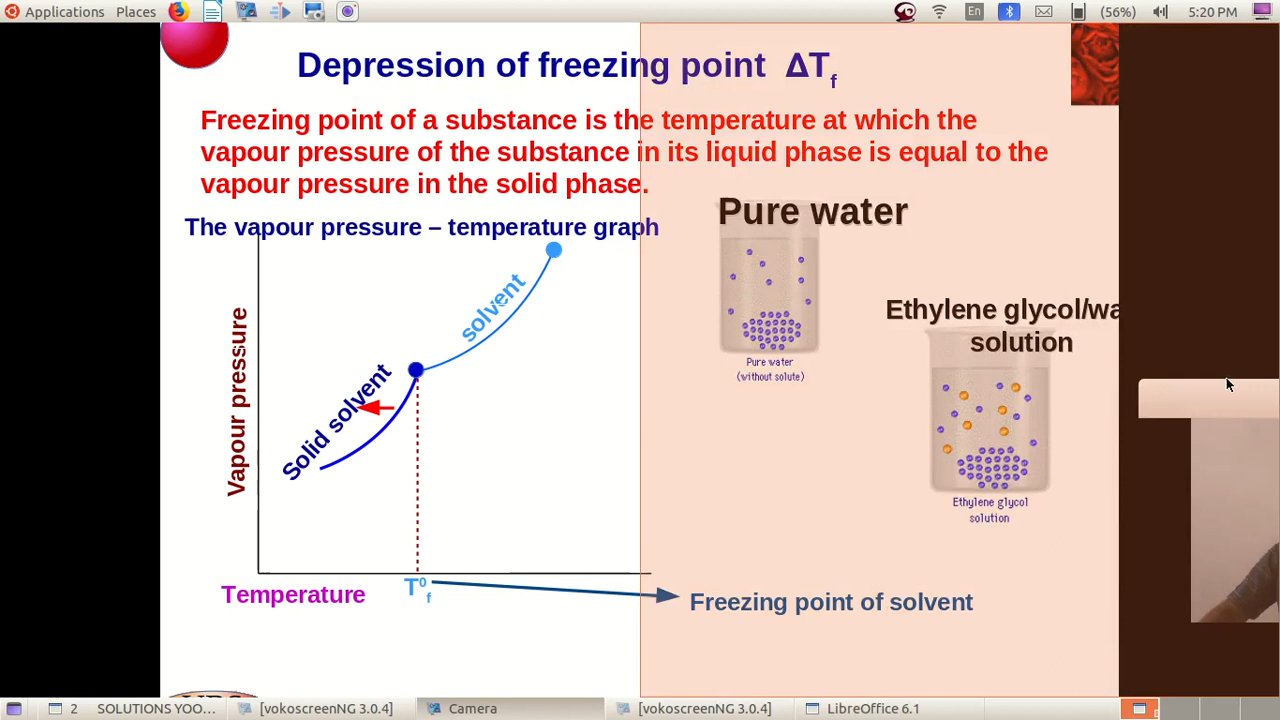 Applications Places En (56%) 5:20 PM
Depression of freezing point ΔTf
Freezing point of a substance is the temperature at which the
vapour pressure of the substance in its liquid phase is equal to the
vapour pressure in the solid phase.
The vapour pressure – temperature graph
Pure water
solvent
Solid solvent
Vapour pressure
Pure water
(without solute)
Ethylene glycol/wa
solution
Ethylene glycol
solution
Temperature
T⁰f
Freezing point of solvent
2 SOLUTIONS YOO... [vokoscreenNG 3.0.4] Camera [vokoscreenNG 3.0.4] LibreOffice 6.1